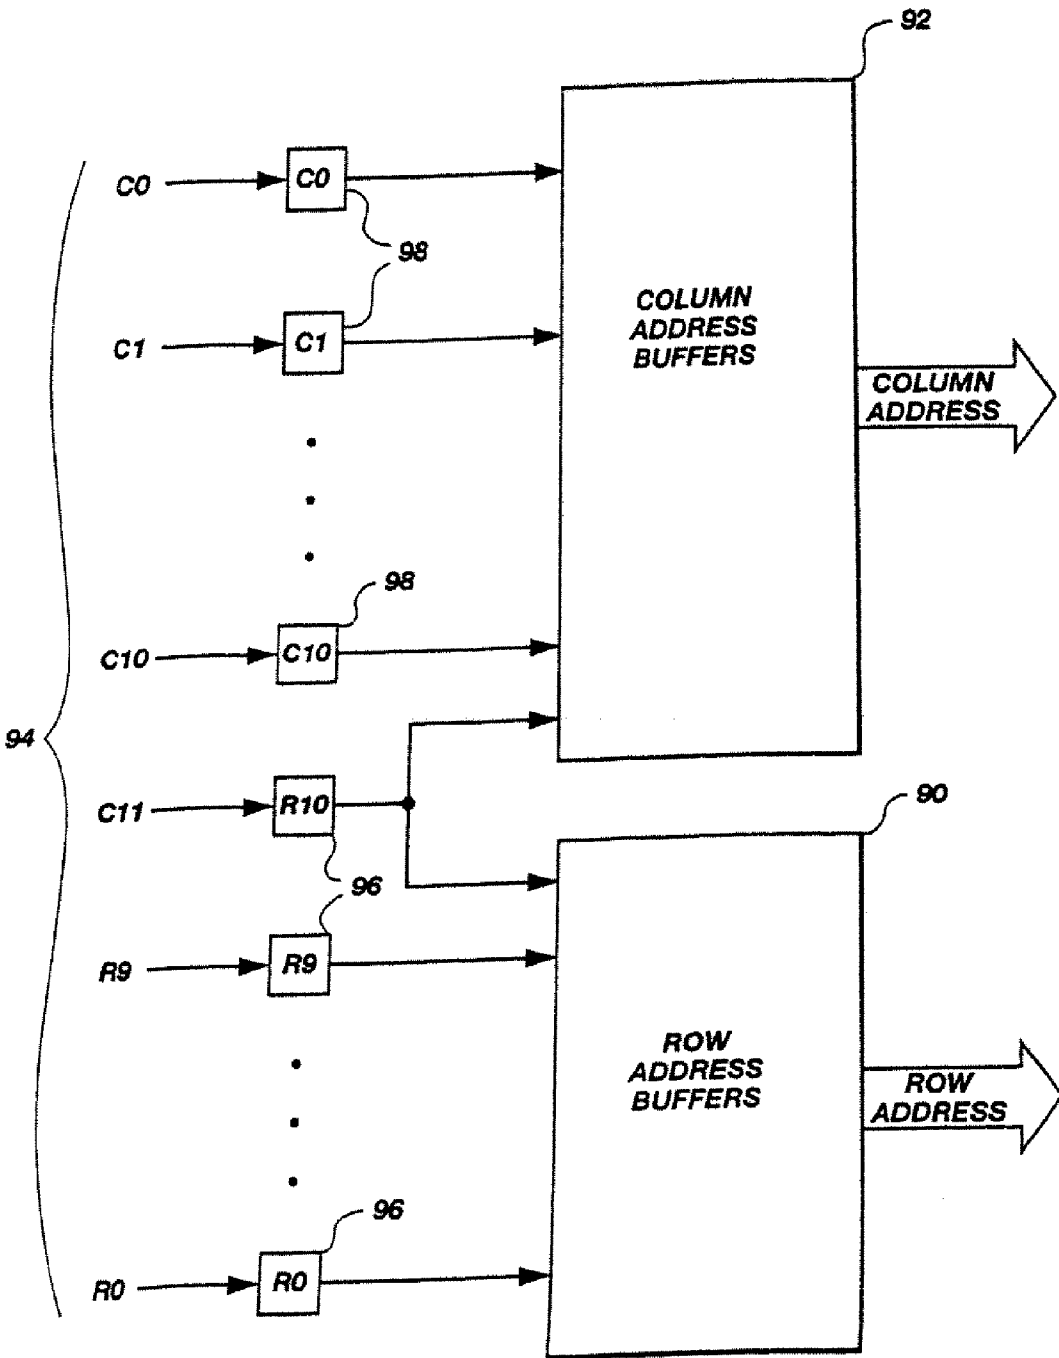 92
C0
C0
98
C1
C1
COLUMN
ADDRESS
BUFFERS
COLUMN
ADDRESS
98
C10
C10
94
C11
R10
90
96
R9
R9
ROW
ADDRESS
BUFFERS
ROW
ADDRESS
96
R0
R0